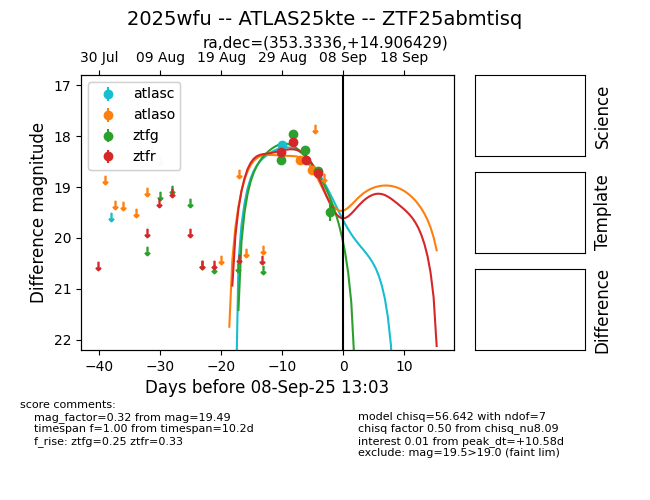 2025wfu -- ATLAS25kte -- ZTF25abmtisq
ra,dec=(353.3336,+14.906429)
30 Jul 09 Aug 19 Aug 29 Aug 08 Sep 18 Sep
17
18
19
20
21
22
Difference magnitude
atlasc
atlaso
ztfg
ztfr
−40 −30 −20 −10 0 10
Days before 08-Sep-25 13:03
Science
Template
Difference
score comments:
mag_factor=0.32 from mag=19.49
timespan f=1.00 from timespan=10.2d
f_rise: ztfg=0.25 ztfr=0.33
model chisq=56.642 with ndof=7
chisq factor 0.50 from chisq_nu8.09
interest 0.01 from peak_dt=+10.58d
exclude: mag=19.5>19.0 (faint lim)